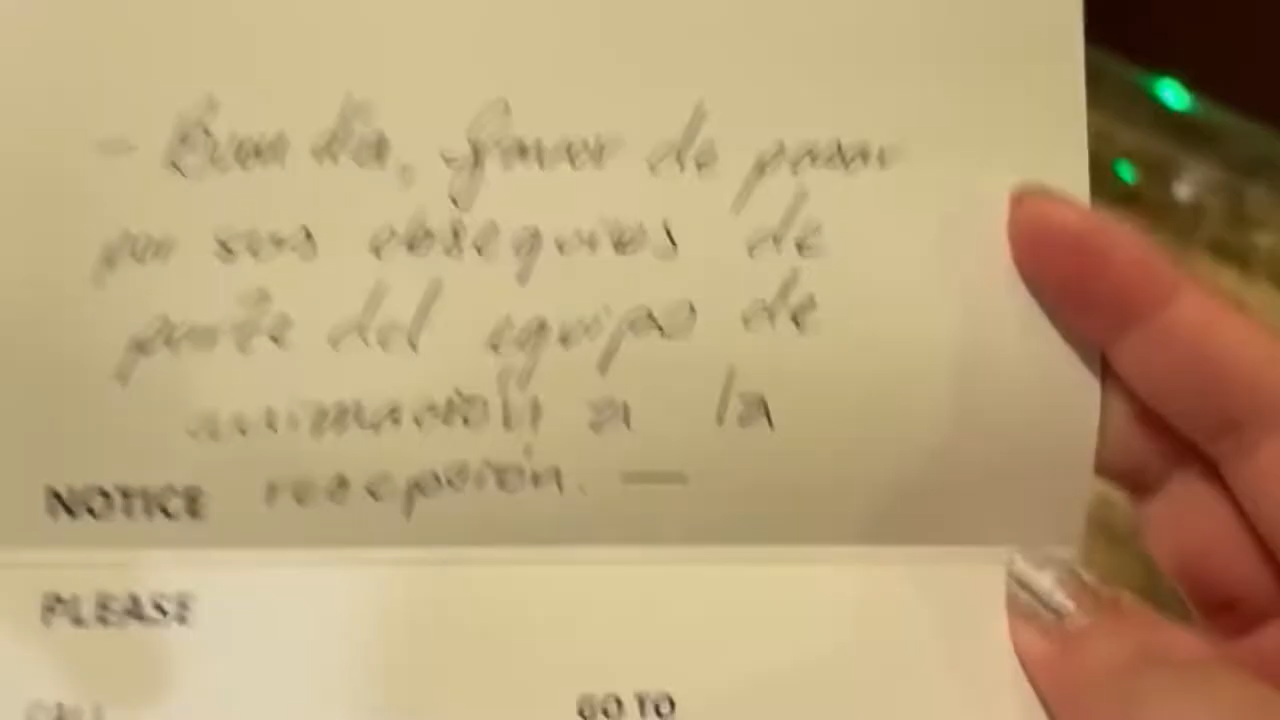 - Buen día, favor de pasar
por sus obsequios de
parte del equipo de
animación a la
NOTICE recepción. —
PLEASE
CALL GO TO